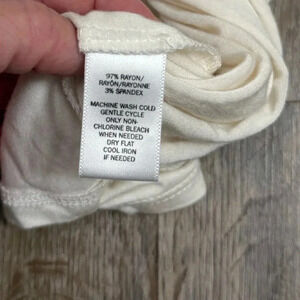 97% RAYON/
RAYÓN/RAYONNE
3% SPANDEX
MACHINE WASH COLD
GENTLE CYCLE
ONLY NON-
CHLORINE BLEACH
WHEN NEEDED
DRY FLAT
COOL IRON
IF NEEDED